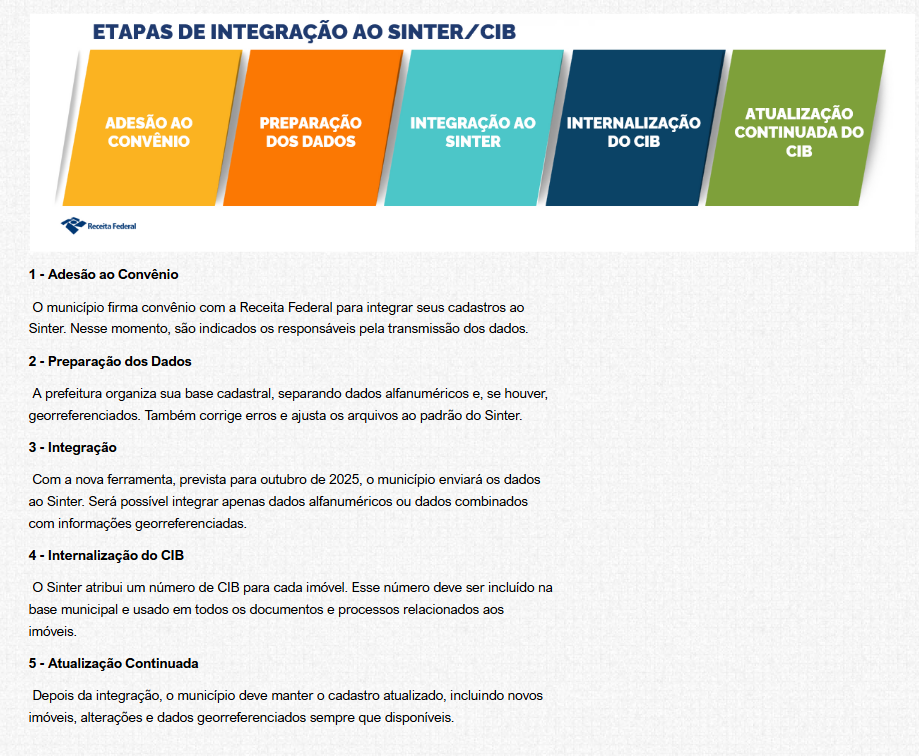 ETAPAS DE INTEGRAÇÃO AO SINTER/CIB
ADESÃO AO
CONVÊNIO
PREPARAÇÃO
DOS DADOS
INTEGRAÇÃO AO
SINTER
INTERNALIZAÇÃO
DO CIB
ATUALIZAÇÃO
CONTINUADA DO
CIB
Receita Federal
1 - Adesão ao Convênio
O município firma convênio com a Receita Federal para integrar seus cadastros ao
Sinter. Nesse momento, são indicados os responsáveis pela transmissão dos dados.
2 - Preparação dos Dados
A prefeitura organiza sua base cadastral, separando dados alfanuméricos e, se houver,
georreferenciados. Também corrige erros e ajusta os arquivos ao padrão do Sinter.
3 - Integração
Com a nova ferramenta, prevista para outubro de 2025, o município enviará os dados
ao Sinter. Será possível integrar apenas dados alfanuméricos ou dados combinados
com informações georreferenciadas.
4 - Internalização do CIB
O Sinter atribui um número de CIB para cada imóvel. Esse número deve ser incluído na
base municipal e usado em todos os documentos e processos relacionados aos
imóveis.
5 - Atualização Continuada
Depois da integração, o município deve manter o cadastro atualizado, incluindo novos
imóveis, alterações e dados georreferenciados sempre que disponíveis.